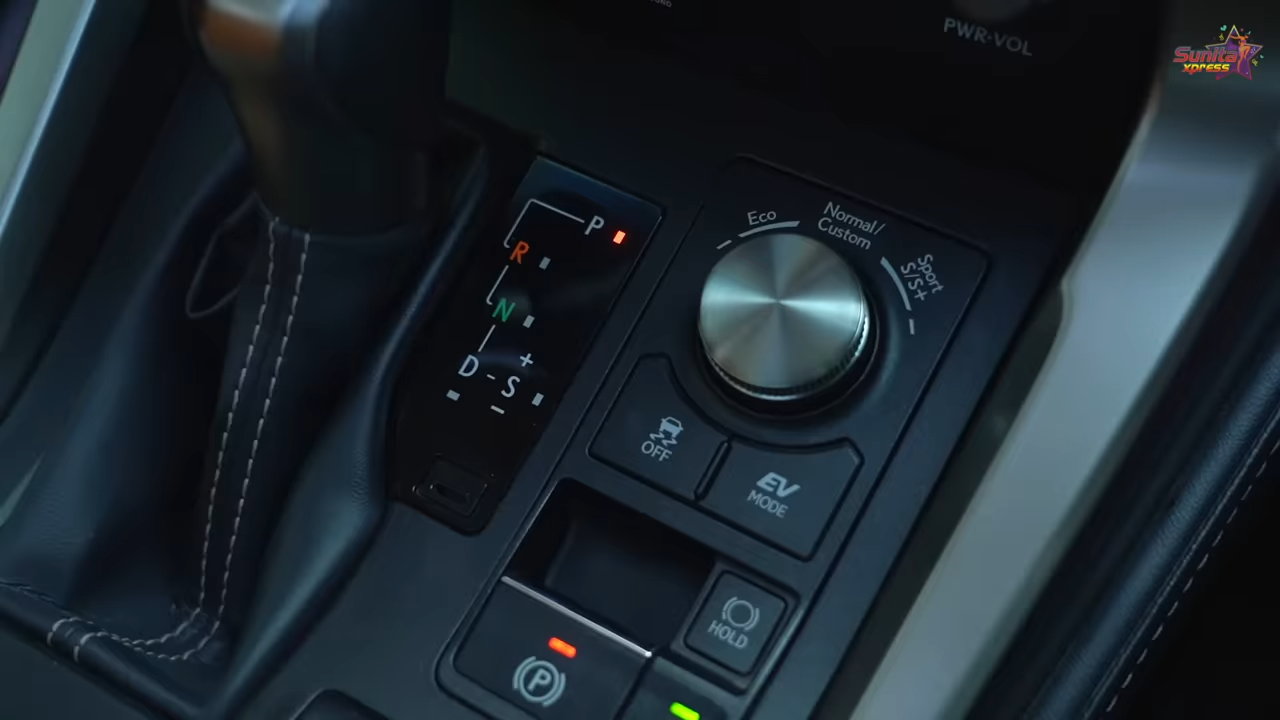 PWR-VOL
Sunita
xpress
P
R
N
+
D - S
−
Eco
Normal/
Custom
Sport
S/S+
OFF
EV
MODE
HOLD
P